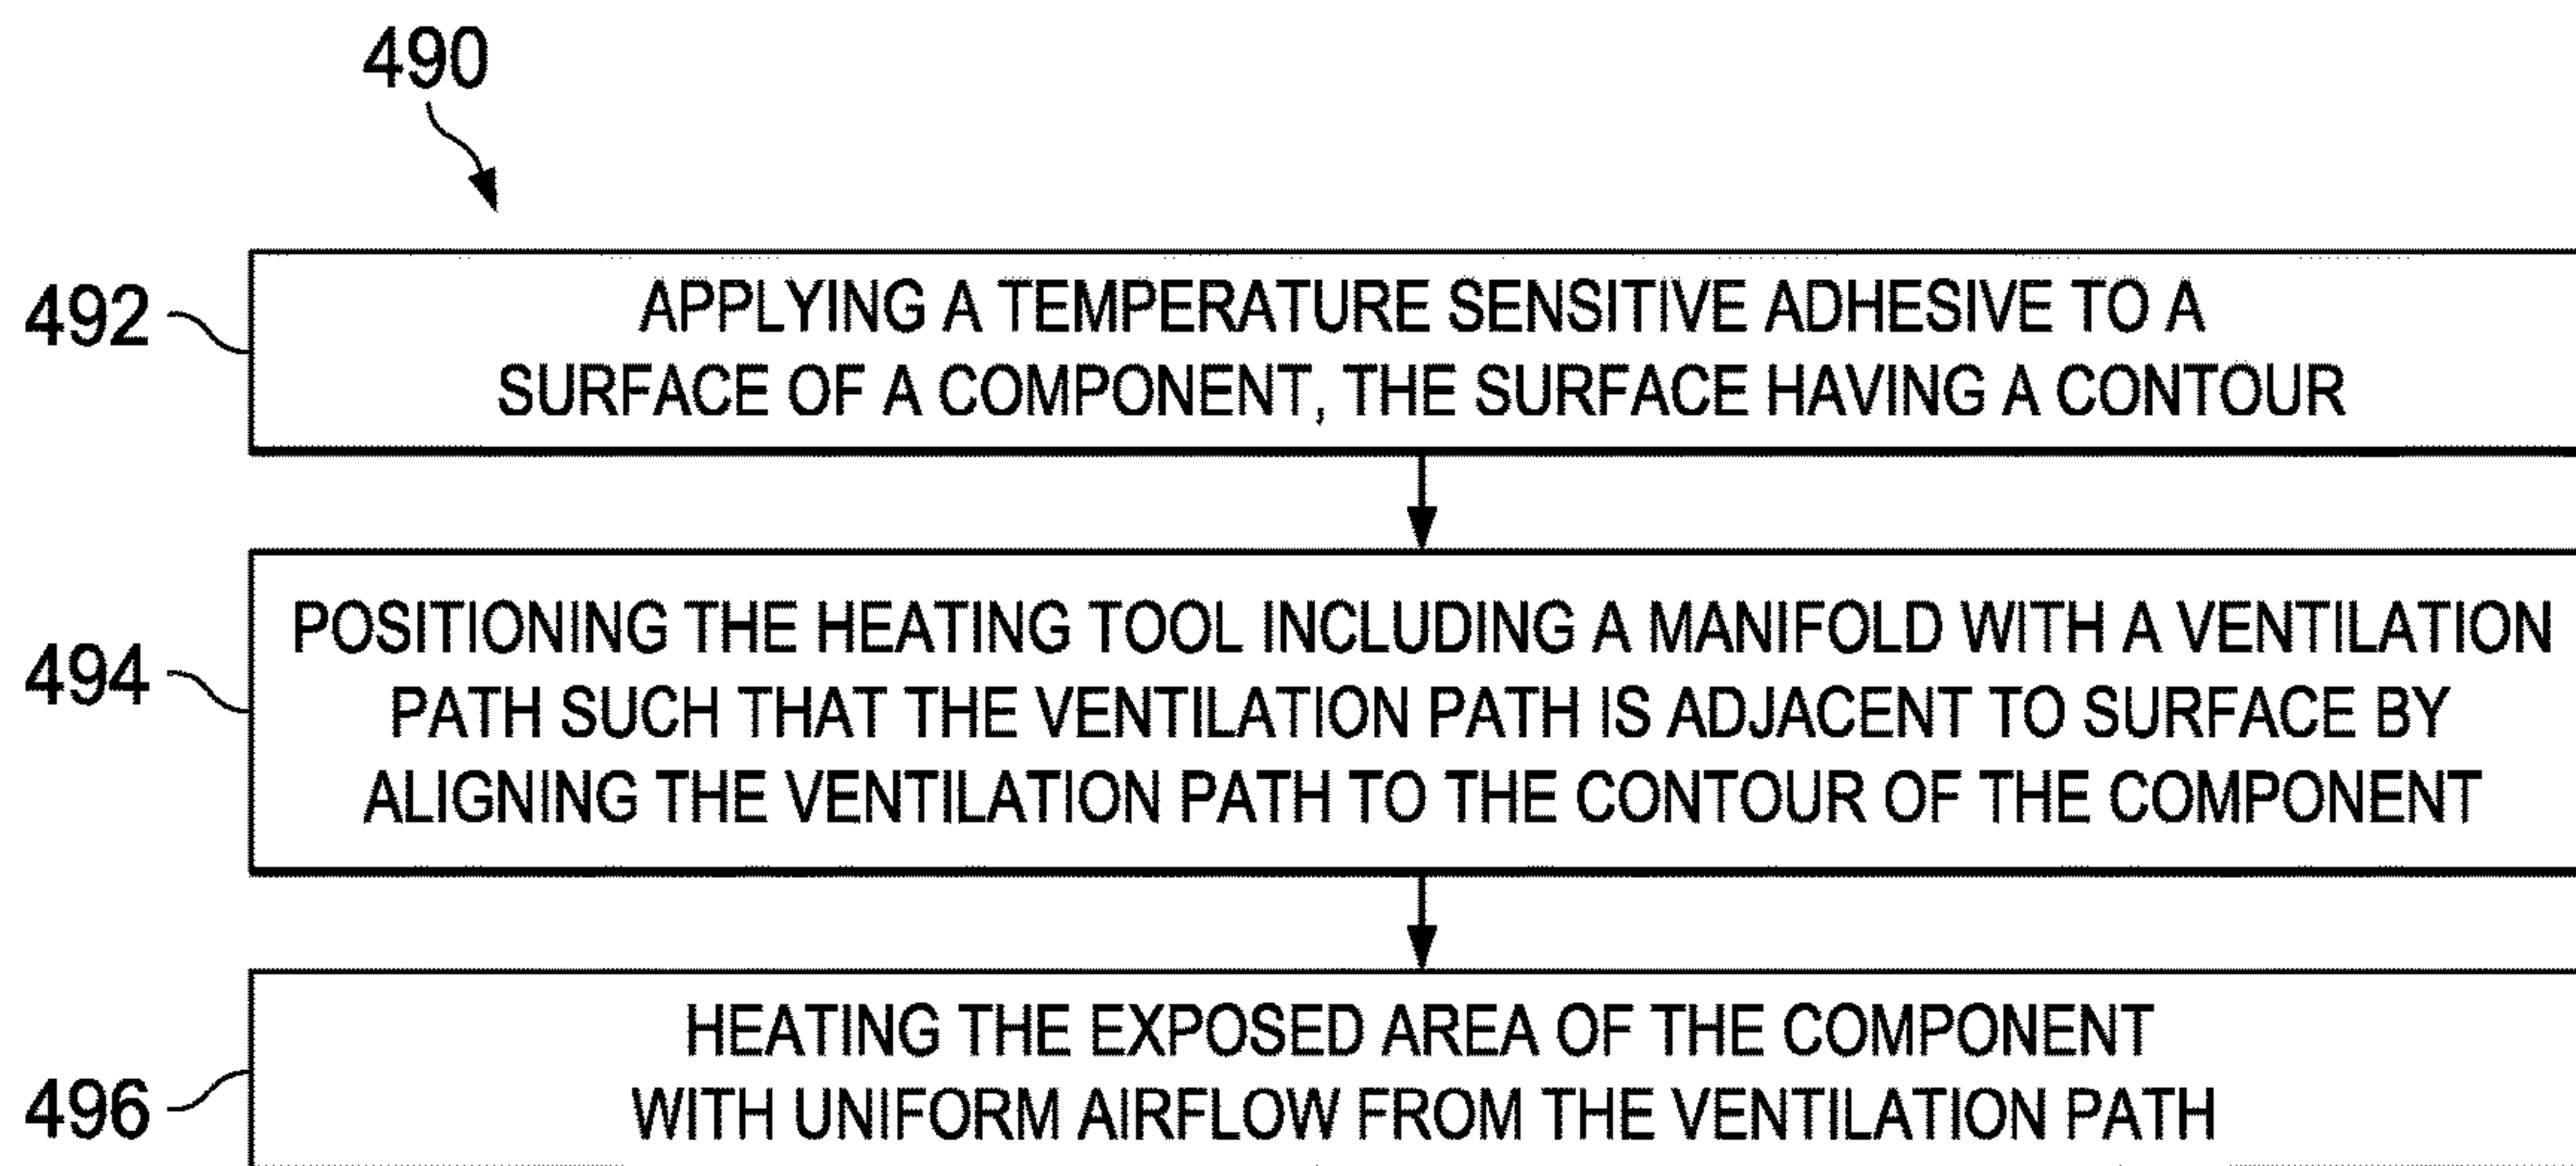 490
492
APPLYING A TEMPERATURE SENSITIVE ADHESIVE TO A
SURFACE OF A COMPONENT, THE SURFACE HAVING A CONTOUR
494
POSITIONING THE HEATING TOOL INCLUDING A MANIFOLD WITH A VENTILATION
PATH SUCH THAT THE VENTILATION PATH IS ADJACENT TO SURFACE BY
ALIGNING THE VENTILATION PATH TO THE CONTOUR OF THE COMPONENT
496
HEATING THE EXPOSED AREA OF THE COMPONENT
WITH UNIFORM AIRFLOW FROM THE VENTILATION PATH